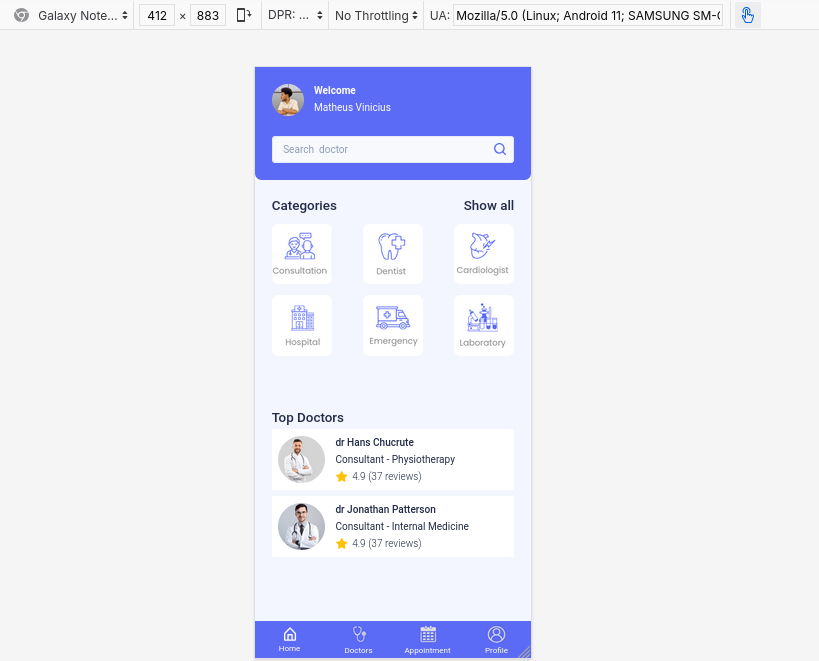 Galaxy Note... 412 × 883 DPR: ... No Throttling UA: Mozilla/5.0 (Linux; Android 11; SAMSUNG SM-
Welcome
Matheus Vinicius
Search doctor
Categories Show all
Consultation Dentist Cardiologist
Hospital Emergency Laboratory
Top Doctors
dr Hans Chucrute
Consultant - Physiotherapy
4.9 (37 reviews)
dr Jonathan Patterson
Consultant - Internal Medicine
4.9 (37 reviews)
Home Doctors Appointment Profile